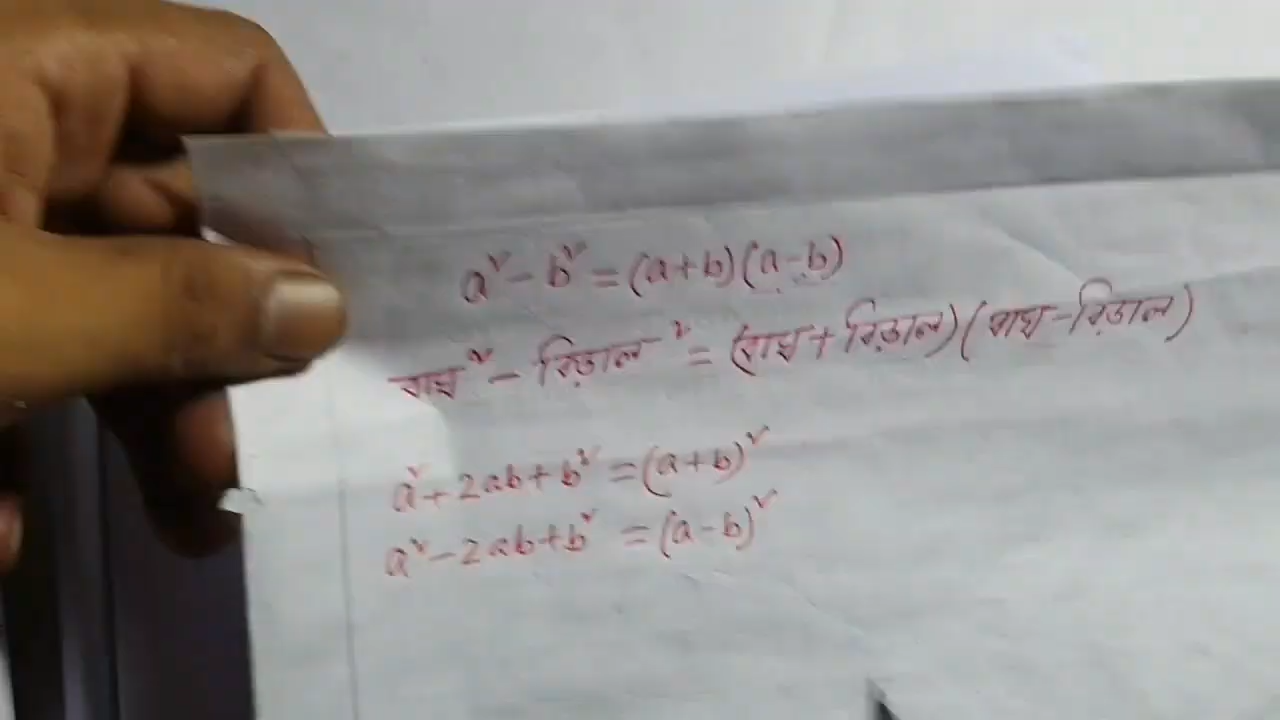 a² - b² = (a+b)(a-b)
বাঘ² - বিড়াল² = (বাঘ + বিড়াল)(বাঘ - বিড়াল)
a² + 2ab + b² = (a+b)²
a² - 2ab + b² = (a-b)²